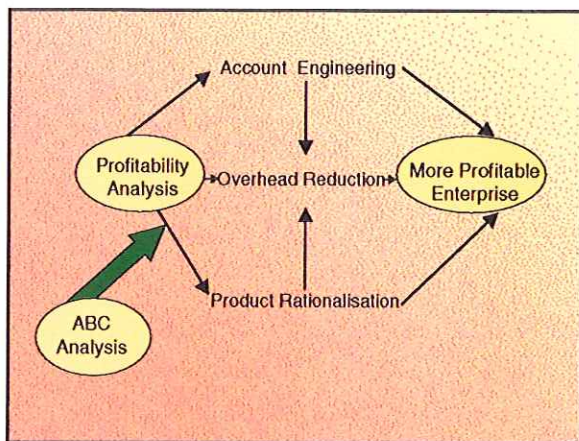 Account Engineering
Profitability
Analysis
Overhead Reduction
More Profitable
Enterprise
Product Rationalisation
ABC
Analysis